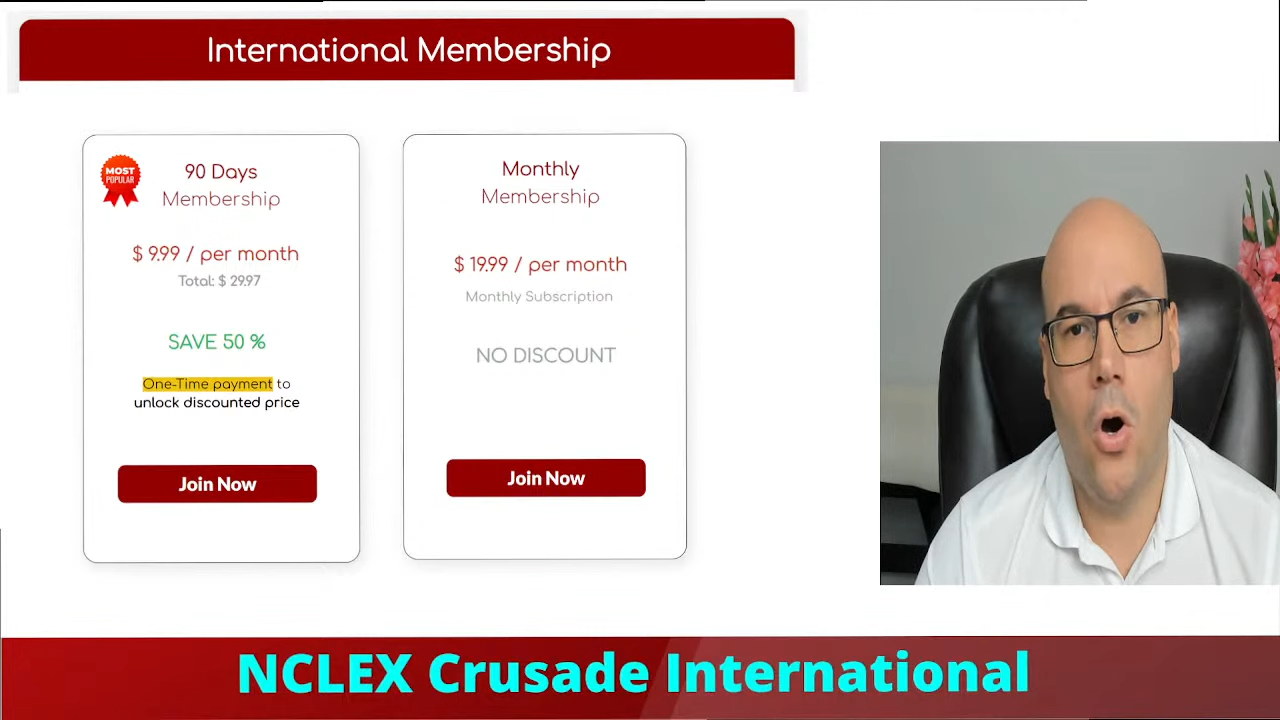 International Membership
MOST
POPULAR
90 Days
Membership
$ 9.99 / per month
Total: $ 29.97
SAVE 50 %
One-Time payment to
unlock discounted price
Join Now
Monthly
Membership
$ 19.99 / per month
Monthly Subscription
NO DISCOUNT
Join Now
NCLEX Crusade International